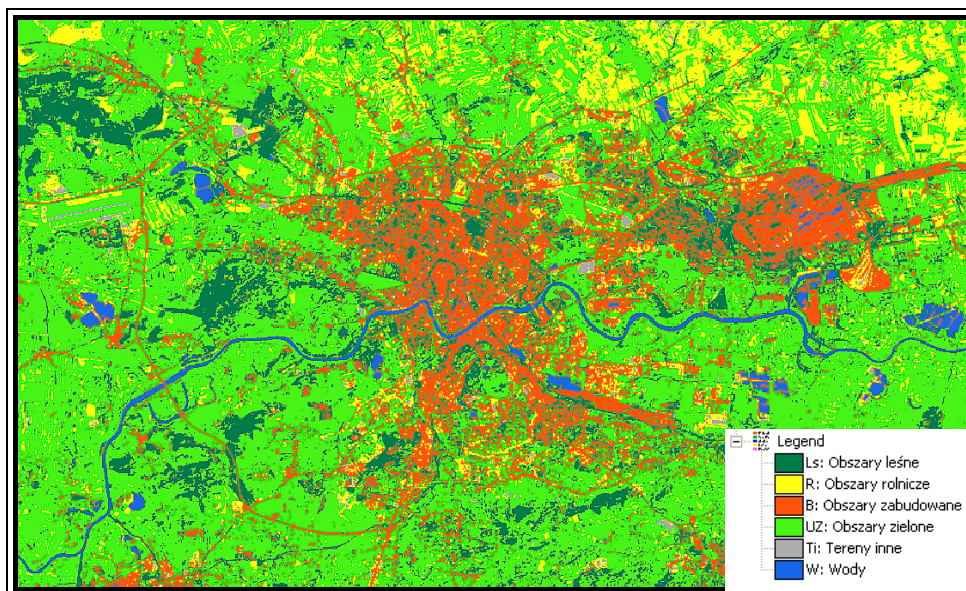 Legend
Ls: Obszary leśne
R: Obszary rolnicze
B: Obszary zabudowane
UZ: Obszary zielone
Ti: Tereny inne
W: Wody